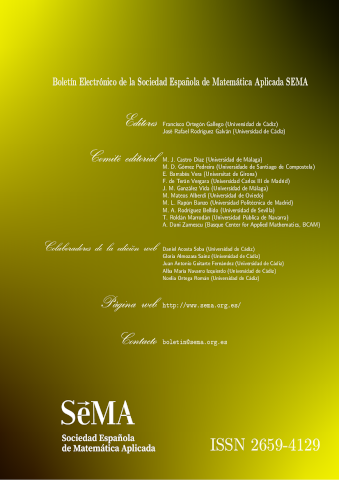 Boletín Electrónico de la Sociedad Española de Matemática Aplicada SEMA
Editores Francisco Ortegón Gallego (Universidad de Cádiz)
José Rafael Rodríguez Galván (Universidad de Cádiz)
Comité editorial M. J. Castro Díaz (Universidad de Málaga)
M. D. Gómez Pedreira (Universidade de Santiago de Compostela)
E. Barrabés Vera (Universitat de Girona)
F. de Terán Vergara (Universidad Carlos III de Madrid)
J. M. González Vida (Universidad de Málaga)
M. Mateos Alberdi (Universidad de Oviedo)
M. L. Rapún Banzo (Universidad Politécnica de Madrid)
M. A. Rodríguez Bellido (Universidad de Sevilla)
T. Roldán Marrodán (Universidad Pública de Navarra)
A. Dani Zarnescu (Basque Center for Applied Mathematics, BCAM)
Colaboradores de la edición web Daniel Acosta Soba (Universidad de Cádiz)
Gloria Almozara Sainz (Universidad de Cádiz)
Juan Antonio Guitarte Fernández (Universidad de Cádiz)
Alba María Navarro Izquierdo (Universidad de Cádiz)
Noelia Ortega Román (Universidad de Cádiz)
Página web http://www.sema.org.es/
Contacto boletin@sema.org.es
SeMA
Sociedad Española
de Matemática Aplicada
ISSN 2659-4129